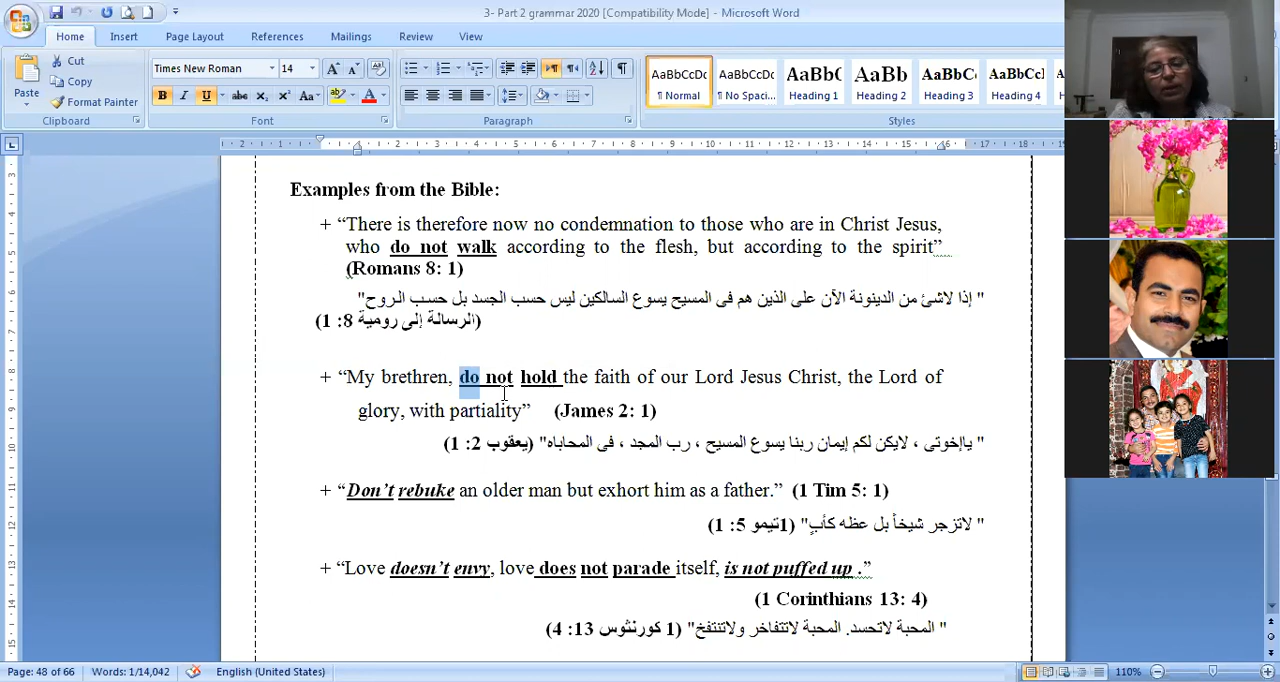 3- Part 2 grammar 2020 [Compatibility Mode] - Microsoft Word
Home Insert Page Layout References Mailings Review View
Paste Cut Copy Format Painter
Times New Roman 14
AaBbCcDc AaBbCcDc AaBbC AaBb AaBbC AaBbCc
¶ Normal ¶ No Spaci... Heading 1 Heading 2 Heading 3 Heading 4
Clipboard Font Paragraph Styles
Examples from the Bible:
+ “There is therefore now no condemnation to those who are in Christ Jesus,
who do not walk according to the flesh, but according to the spirit”
(Romans 8: 1)
" إذا لاشئ من الدينونة الآن على الذين هم فى المسيح يسوع السالكين ليس حسب الجسد بل حسب الروح"
(الرسالة إلى رومية 8: 1)
+ “My brethren, do not hold the faith of our Lord Jesus Christ, the Lord of
glory, with partiality” (James 2: 1)
" ياإخوتى ، لايكن لكم إيمان ربنا يسوع المسيح ، رب المجد ، فى المحاباه" (يعقوب 2: 1)
+ “Don’t rebuke an older man but exhort him as a father.” (1 Tim 5: 1)
" لاتزجر شيخاً بل عظه كأبٍ" (1تيمو 5: 1)
+ “Love doesn’t envy, love does not parade itself, is not puffed up .”
(1 Corinthians 13: 4)
" المحبة لاتحسد. المحبة لاتتفاخر ولاتنتفخ" (1 كورنثوس 13: 4)
Page: 48 of 66 Words: 1/14,042 English (United States) 110%